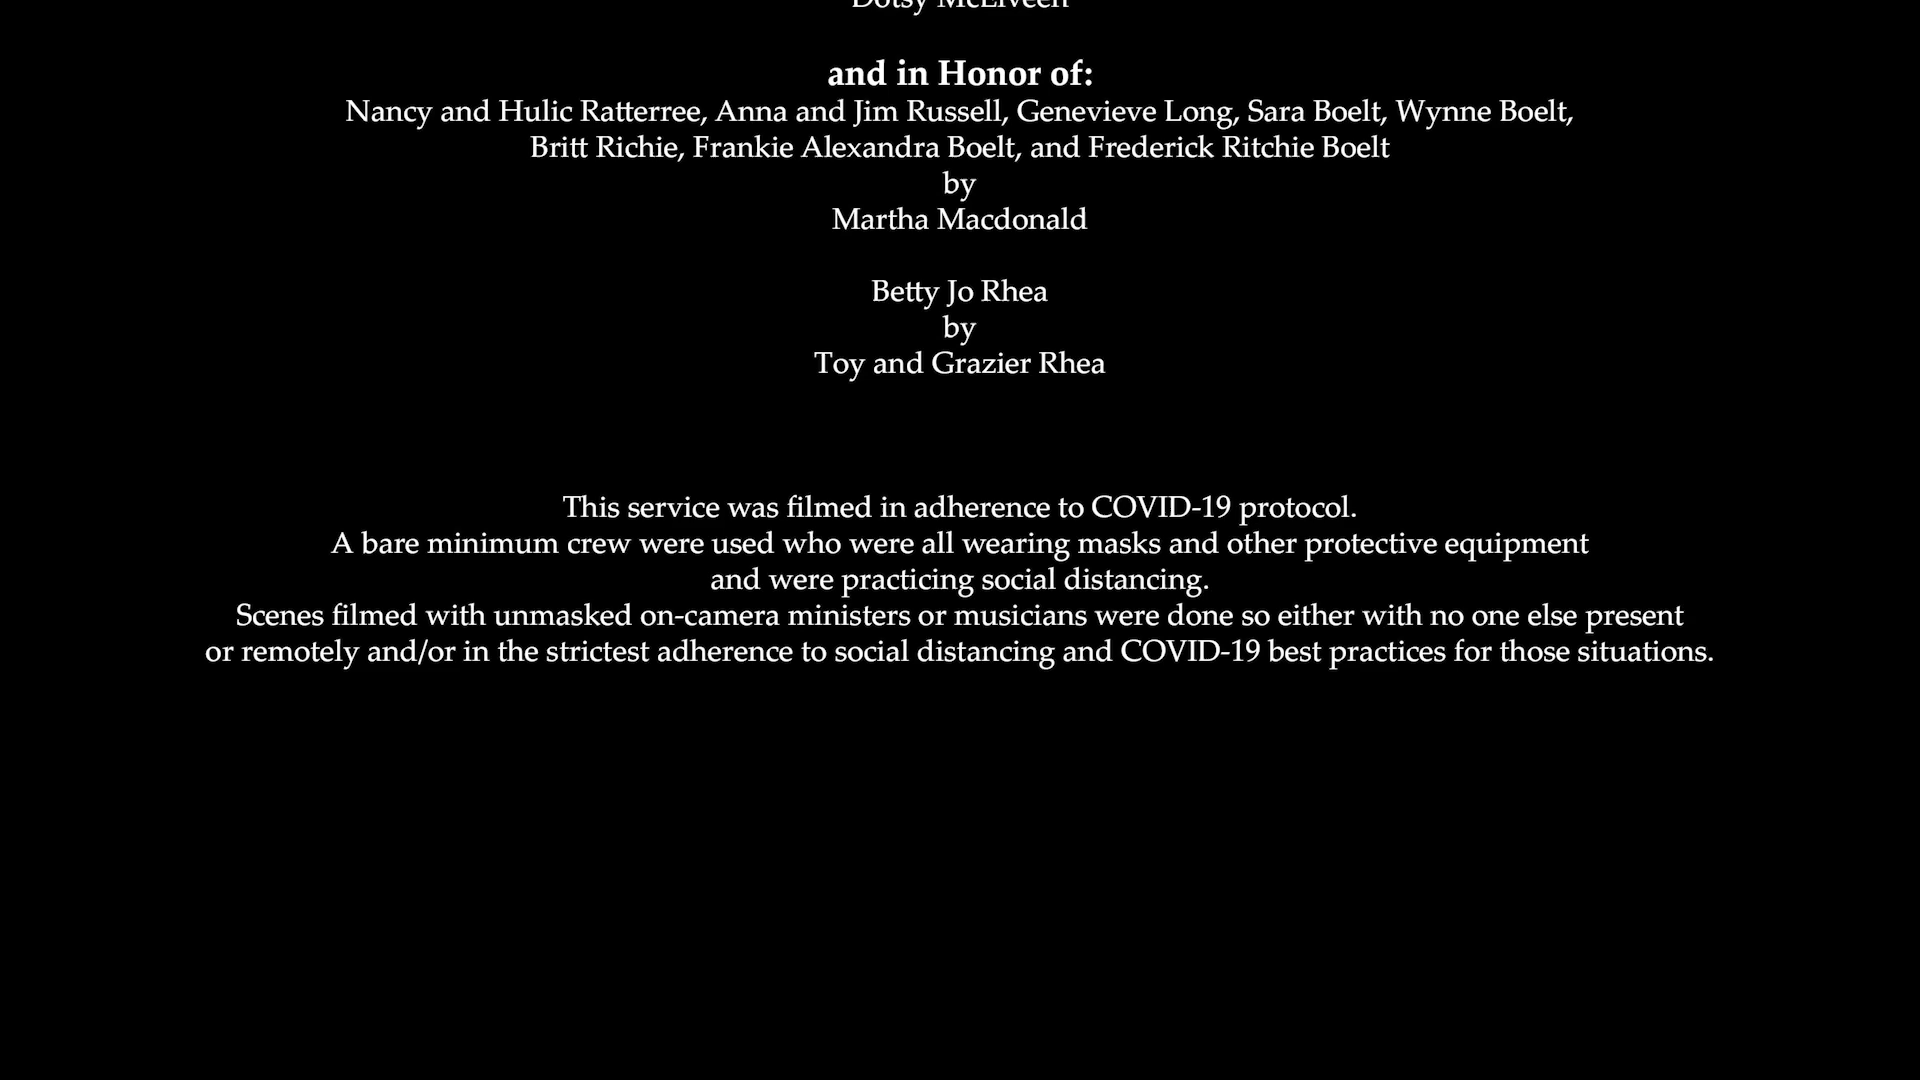 Dotsy McElveen
and in Honor of:
Nancy and Hulic Ratterree, Anna and Jim Russell, Genevieve Long, Sara Boelt, Wynne Boelt,
Britt Richie, Frankie Alexandra Boelt, and Frederick Ritchie Boelt
by
Martha Macdonald
Betty Jo Rhea
by
Toy and Grazier Rhea
This service was filmed in adherence to COVID-19 protocol.
A bare minimum crew were used who were all wearing masks and other protective equipment
and were practicing social distancing.
Scenes filmed with unmasked on-camera ministers or musicians were done so either with no one else present
or remotely and/or in the strictest adherence to social distancing and COVID-19 best practices for those situations.